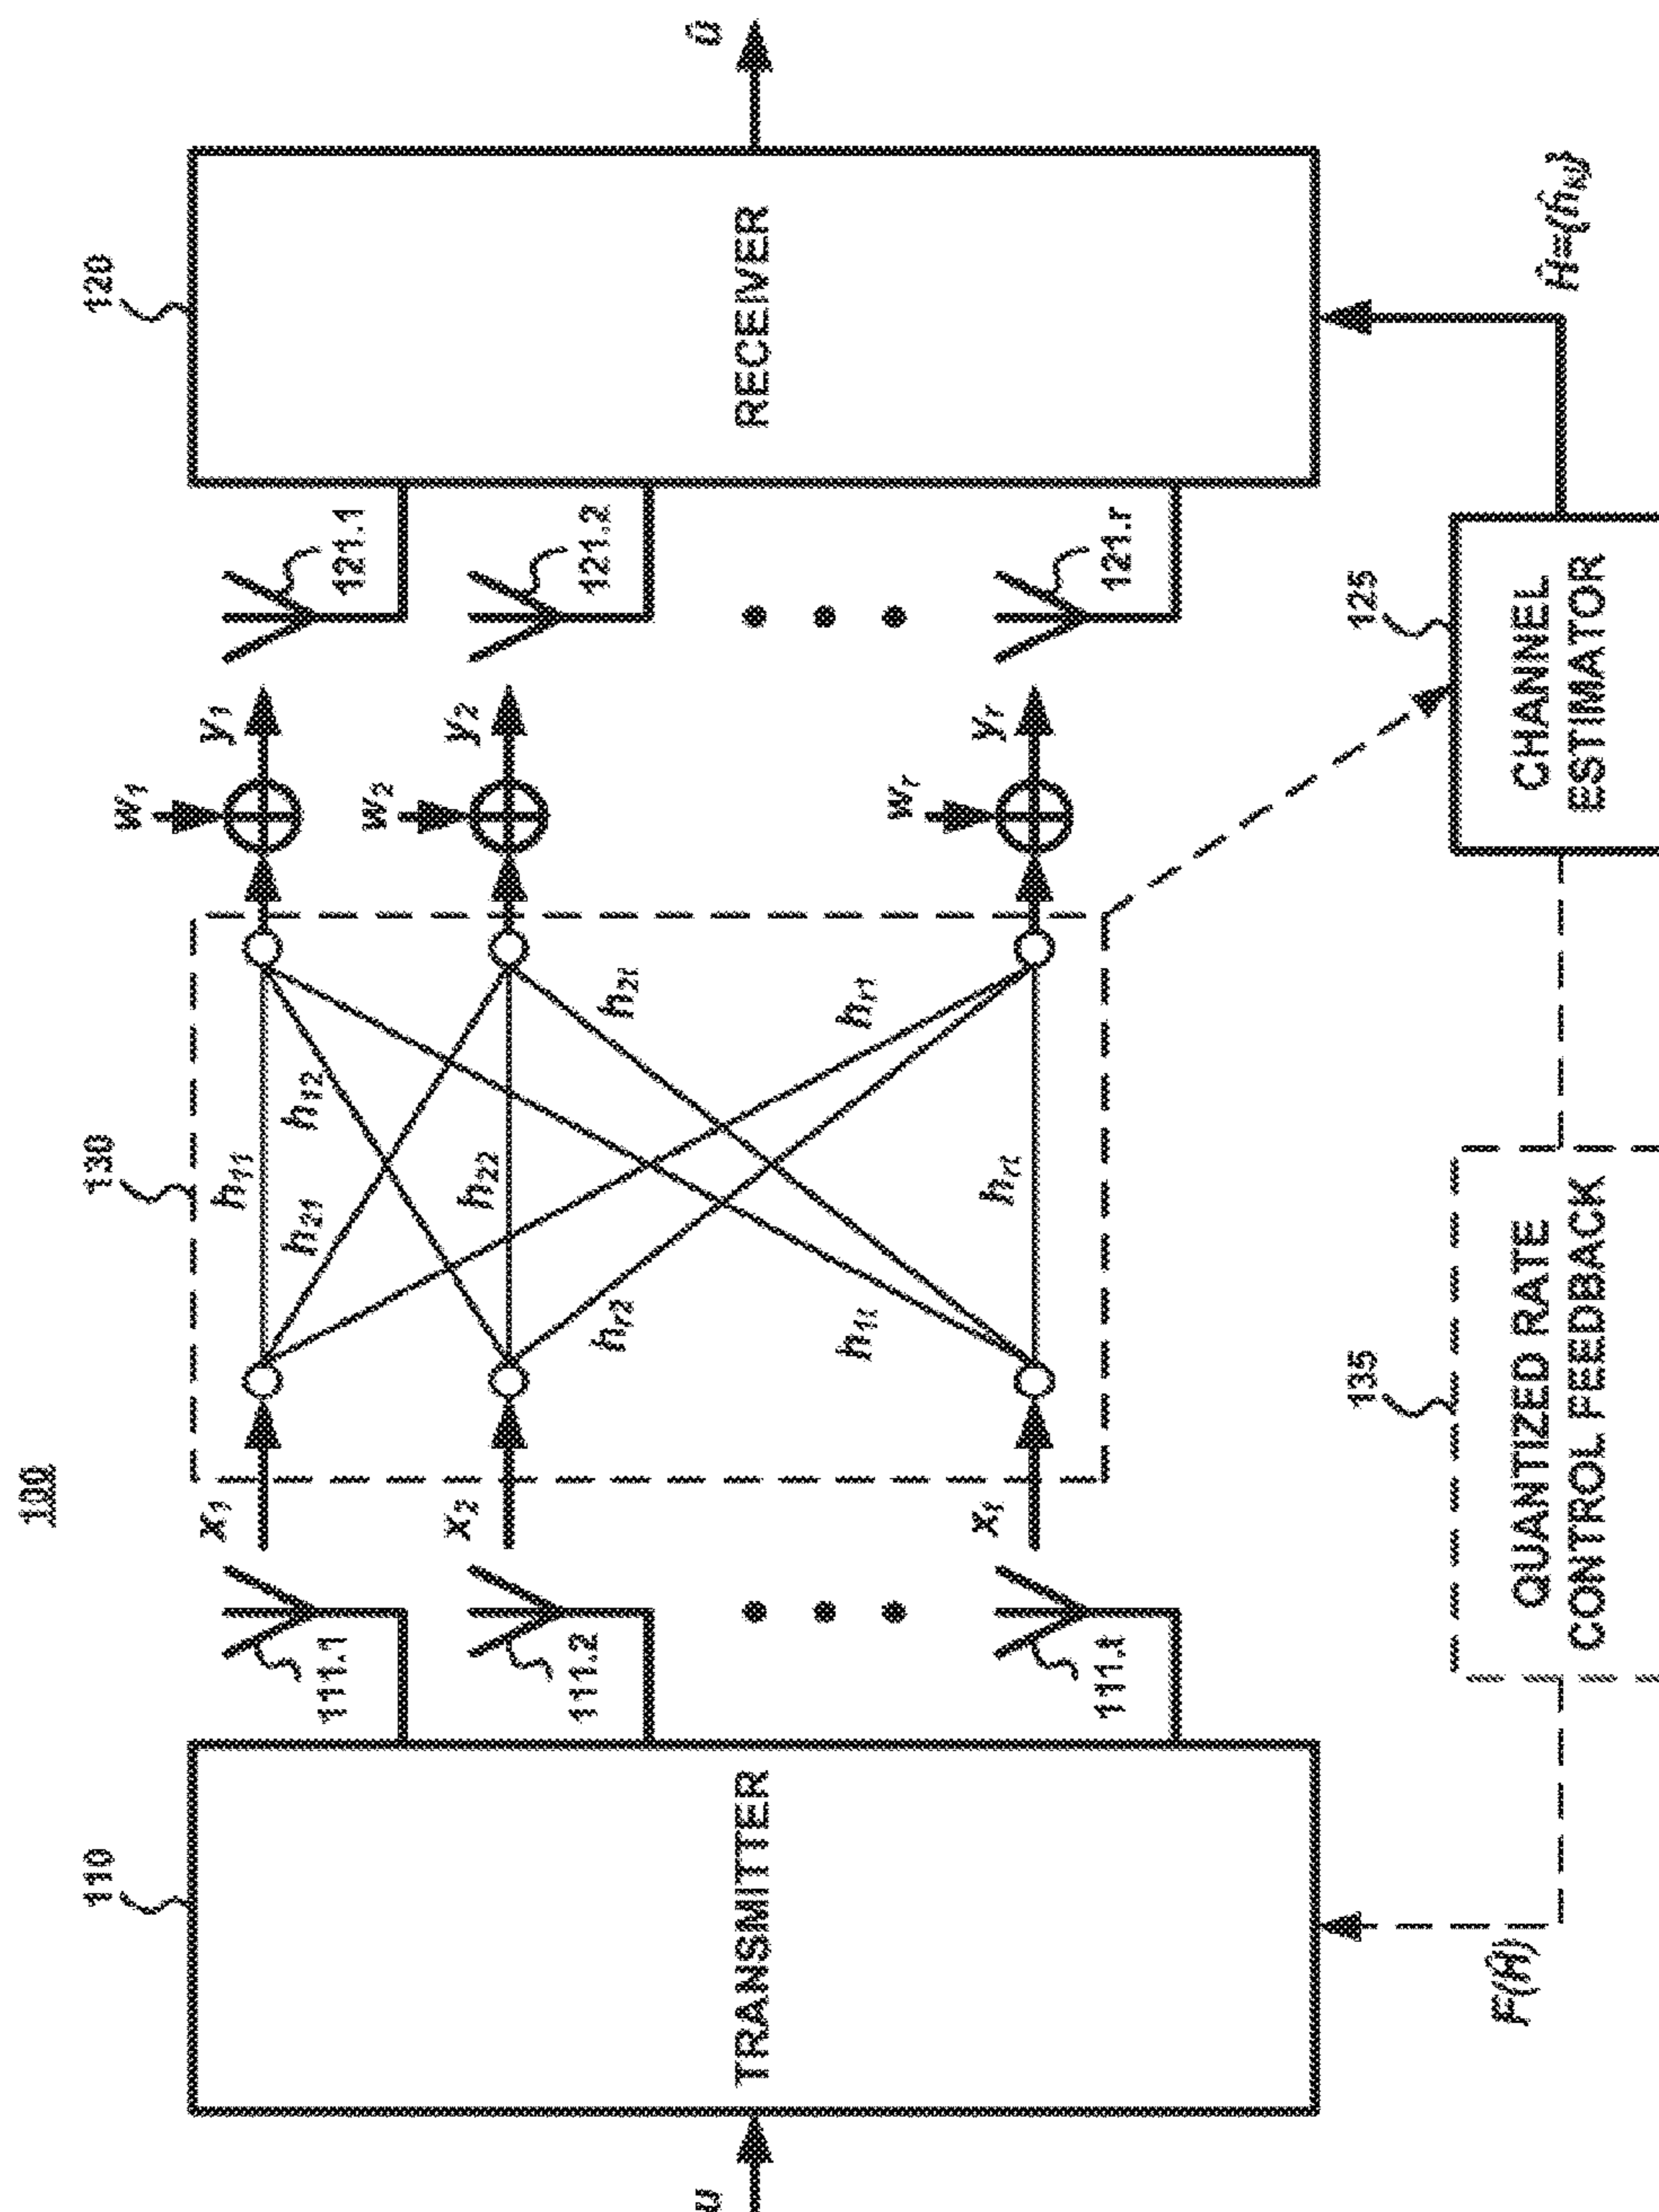 100
110
130
120
u
TRANSMITTER
111.1
111.2
111.t
x1
x2
xt
h11
h12
h21
h22
h2t
hr2
hr1
h1t
hrt
w1
w2
wr
y1
y2
yr
121.1
121.2
121.r
RECEIVER
û
F(Ĥ)
135
QUANTIZED RATE
CONTROL FEEDBACK
125
CHANNEL
ESTIMATOR